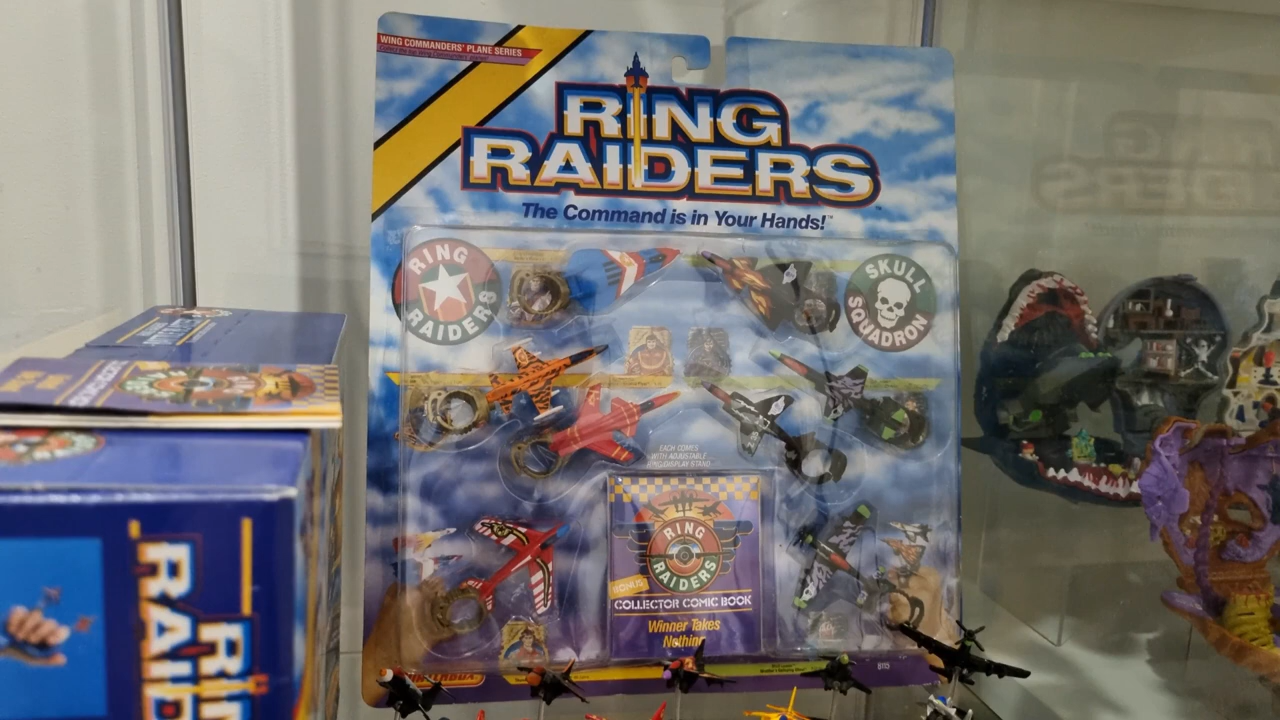 WING COMMANDERS' PLANE SERIES
RING
RAIDERS
The Command is in Your Hands!™
RING
RAIDERS
SKULL
SQUADRON
EACH COMES
WITH ADJUSTABLE
RING/DISPLAY STAND
RING
RAIDERS
BONUS
COLLECTOR COMIC BOOK
Winner Takes
Nothing
RING
RAIDERS